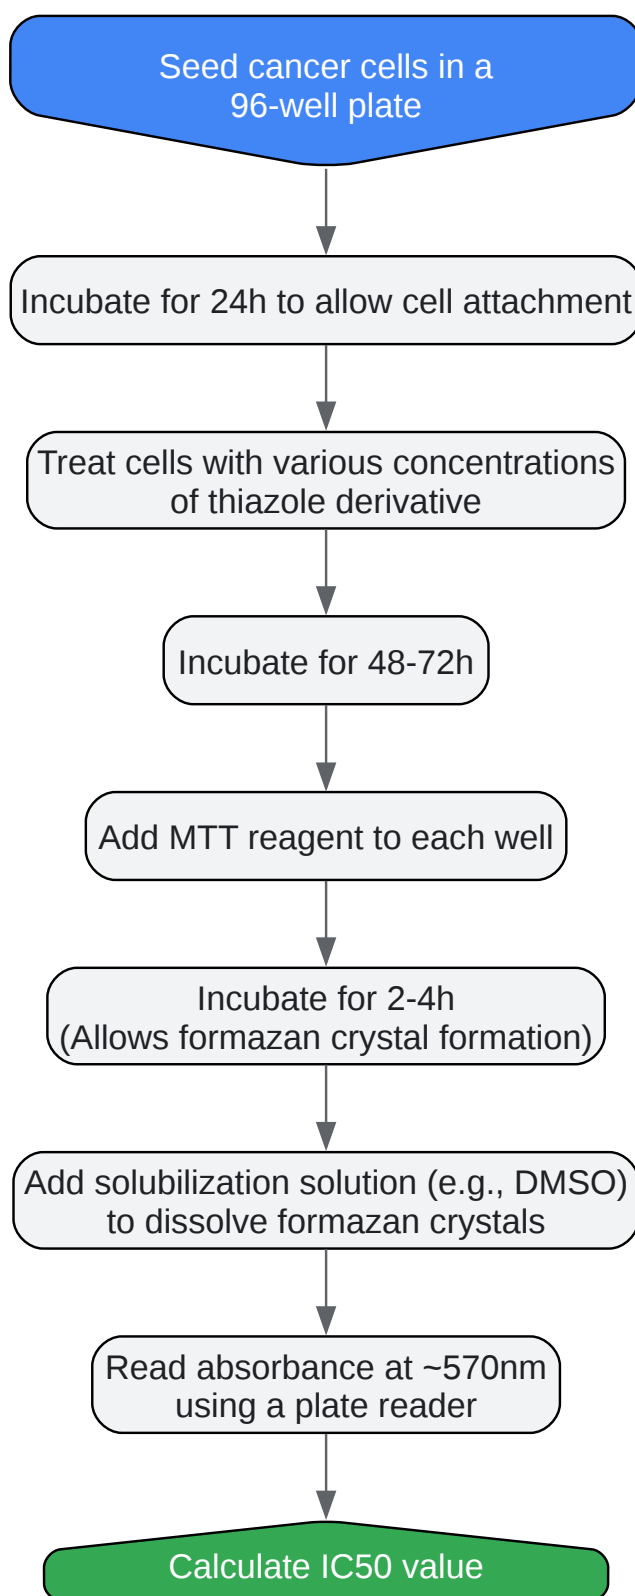 Seed cancer cells in a
96-well plate
Incubate for 24h to allow cell attachment
Treat cells with various concentrations
of thiazole derivative
Incubate for 48-72h
Add MTT reagent to each well
Incubate for 2-4h
(Allows formazan crystal formation)
Add solubilization solution (e.g., DMSO)
to dissolve formazan crystals
Read absorbance at ~570nm
using a plate reader
Calculate IC50 value